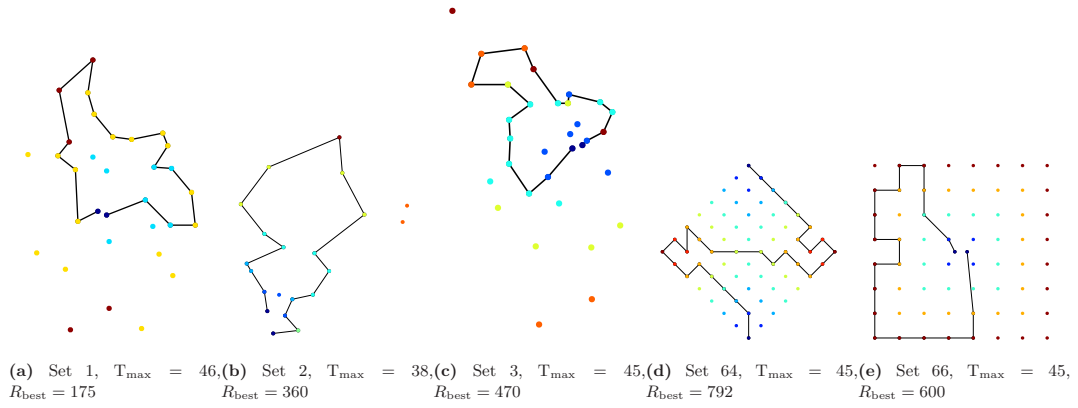 (a) Set 1, T_max = 46,
R_best = 175
(b) Set 2, T_max = 38,
R_best = 360
(c) Set 3, T_max = 45,
R_best = 470
(d) Set 64, T_max = 45,
R_best = 792
(e) Set 66, T_max = 45,
R_best = 600